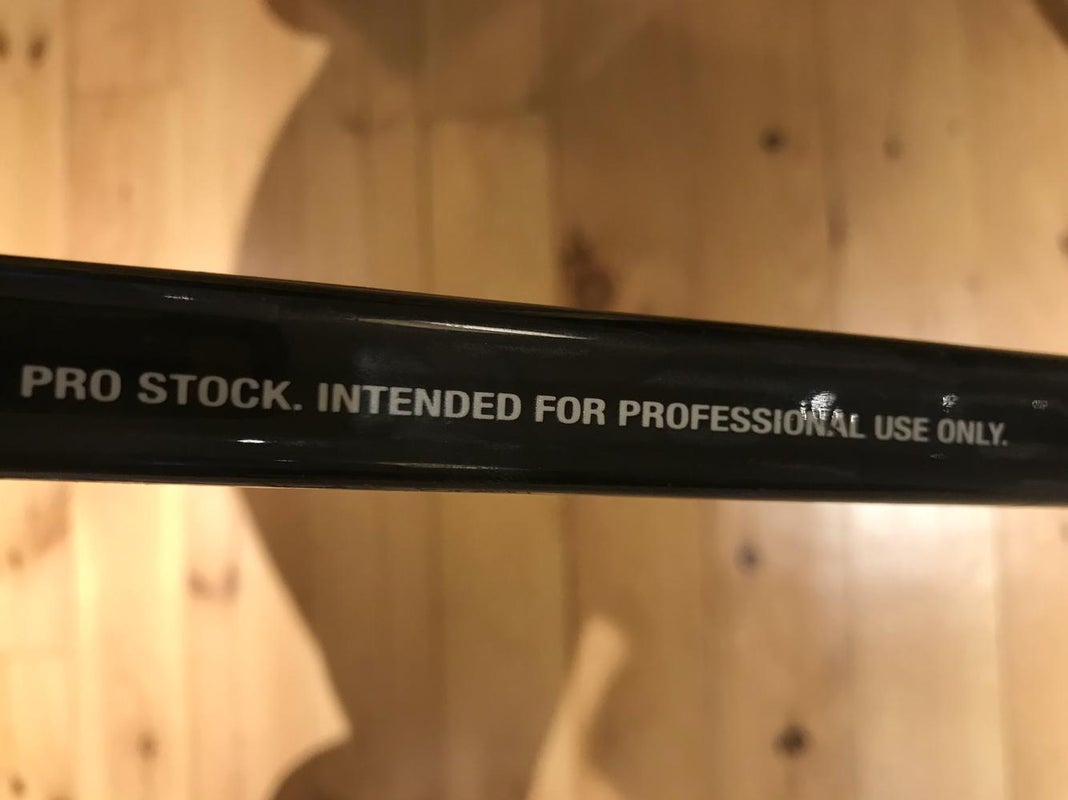 PRO STOCK. INTENDED FOR PROFESSIONAL USE ONLY.